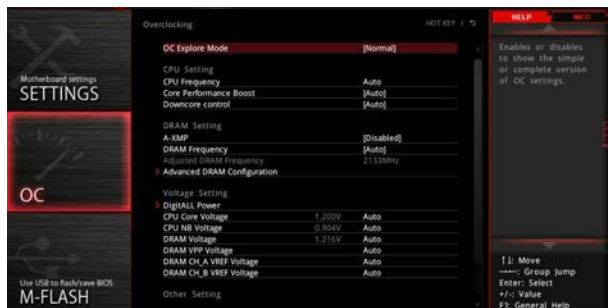 Overclocking
HOT KEY
HELP
INFO
Motherboard settings
SETTINGS
OC
Use USB to flash/save BIOS
M-FLASH
OC Explore Mode [Normal]
CPU Setting
CPU Frequency Auto
Core Performance Boost [Auto]
Downcore control [Auto]
DRAM Setting
A-XMP [Disabled]
DRAM Frequency [Auto]
Adjusted DRAM Frequency 2133MHz
Advanced DRAM Configuration
Voltage Setting
DigitALL Power
CPU Core Voltage 1.200V Auto
CPU NB Voltage 0.904V Auto
DRAM Voltage 1.216V Auto
DRAM VPP Voltage Auto
DRAM CH_A VREF Voltage Auto
DRAM CH_B VREF Voltage Auto
Other Setting
Enables or disables
to show the simple
or complete version
of OC settings.
↑↓: Move
: Group Jump
Enter: Select
+/-: Value
F1: General Help